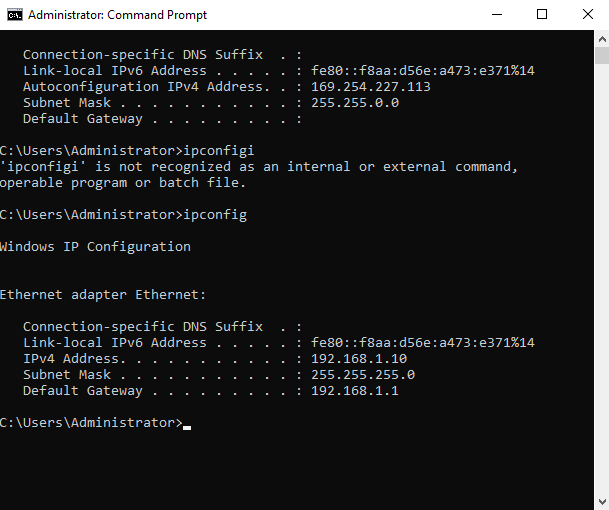 Administrator: Command Prompt
Connection-specific DNS Suffix  . :
Link-local IPv6 Address . . . . . : fe80::f8aa:d56e:a473:e371%14
Autoconfiguration IPv4 Address. . : 169.254.227.113
Subnet Mask . . . . . . . . . . . : 255.255.0.0
Default Gateway . . . . . . . . . :
C:\Users\Administrator>ipconfigi
'ipconfigi' is not recognized as an internal or external command,
operable program or batch file.
C:\Users\Administrator>ipconfig
Windows IP Configuration
Ethernet adapter Ethernet:
Connection-specific DNS Suffix  . :
Link-local IPv6 Address . . . . . : fe80::f8aa:d56e:a473:e371%14
IPv4 Address. . . . . . . . . . . : 192.168.1.10
Subnet Mask . . . . . . . . . . . : 255.255.255.0
Default Gateway . . . . . . . . . : 192.168.1.1
C:\Users\Administrator>